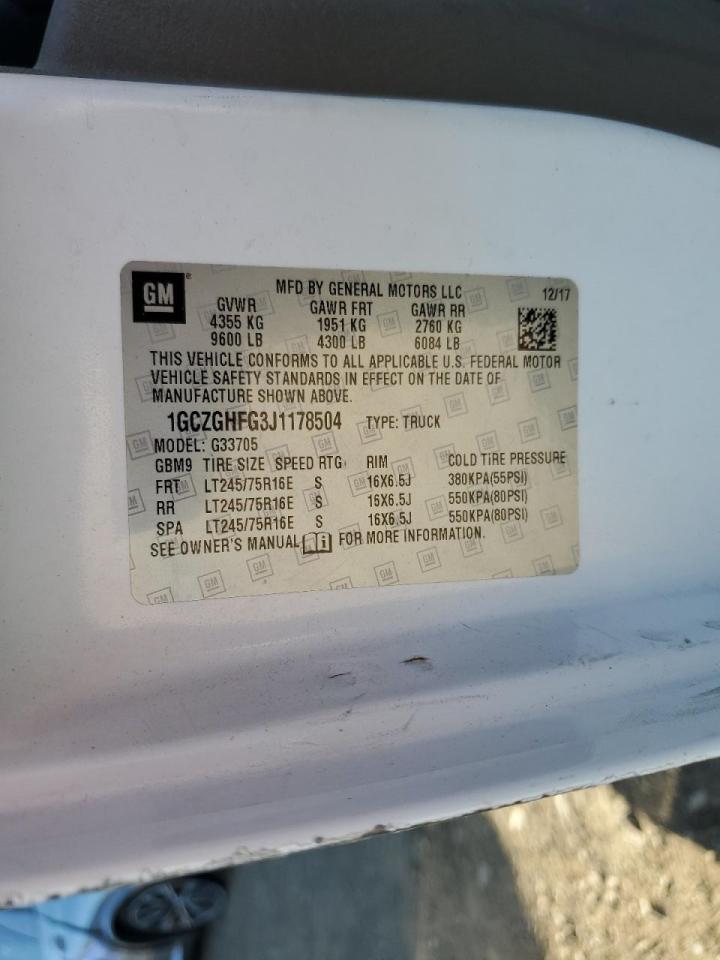 GM
®
MFD BY GENERAL MOTORS LLC 12/17
GVWR GAWR FRT GAWR RR
4355 KG 1951 KG 2760 KG
9600 LB 4300 LB 6084 LB
THIS VEHICLE CONFORMS TO ALL APPLICABLE U.S. FEDERAL MOTOR
VEHICLE SAFETY STANDARDS IN EFFECT ON THE DATE OF
MANUFACTURE SHOWN ABOVE.
1GCZGHFG3J1178504 TYPE: TRUCK
MODEL: G33705
GBM9 TIRE SIZE SPEED RTG RIM COLD TIRE PRESSURE
FRT LT245/75R16E S 16X6.5J 380KPA(55PSI)
RR LT245/75R16E S 16X6.5J 550KPA(80PSI)
SPA LT245/75R16E S 16X6.5J 550KPA(80PSI)
SEE OWNER'S MANUAL FOR MORE INFORMATION.